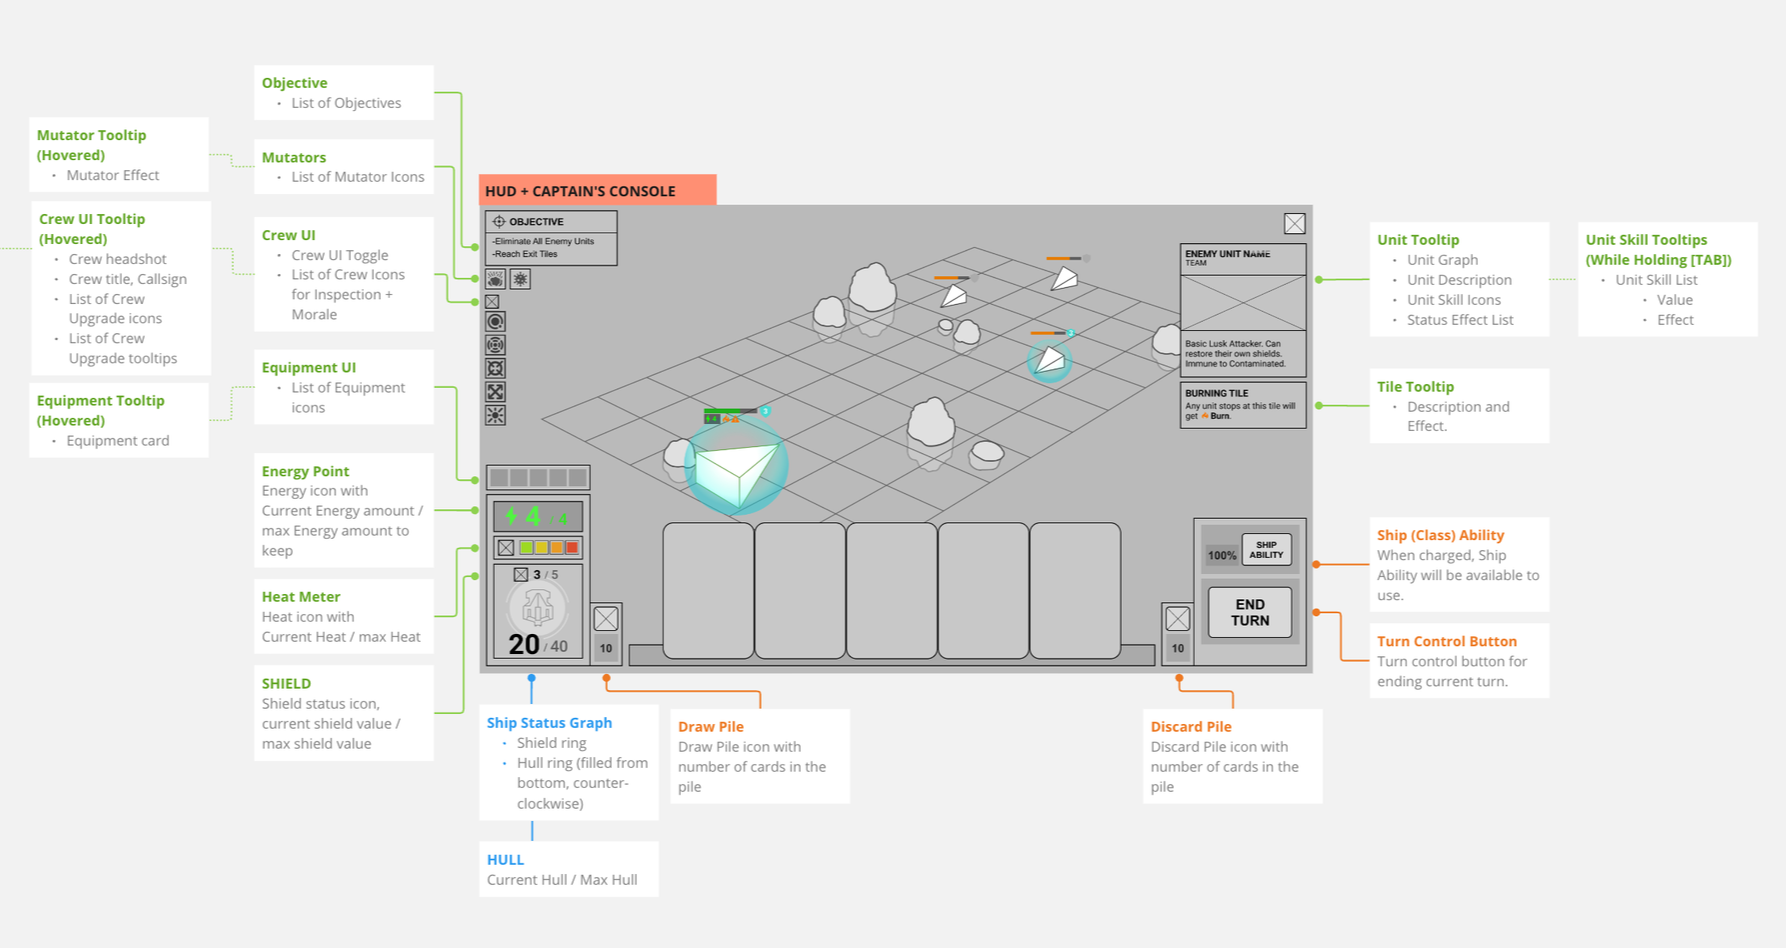 Objective
• List of Objectives
Mutator Tooltip
(Hovered)
• Mutator Effect
Mutators
• List of Mutator Icons
Crew UI Tooltip
(Hovered)
• Crew headshot
• Crew title, Callsign
• List of Crew
Upgrade icons
• List of Crew
Upgrade tooltips
Crew UI
• Crew UI Toggle
• List of Crew Icons
for Inspection +
Morale
Equipment Tooltip
(Hovered)
• Equipment card
Equipment UI
• List of Equipment
icons
Energy Point
Energy icon with
Current Energy amount /
max Energy amount to
keep
Heat Meter
Heat icon with
Current Heat / max Heat
SHIELD
Shield status icon,
current shield value /
max shield value
HUD + CAPTAIN'S CONSOLE
OBJECTIVE
-Eliminate All Enemy Units
-Reach Exit Tiles
ENEMY UNIT NAME
TEAM
Basic Lusk Attacker. Can
restore their own shields.
Immune to Contaminated.
BURNING TILE
Any unit stops at this tile will
get Burn.
3
4
3 / 5
20 / 40
10
10
100%
SHIP
ABILITY
END
TURN
Unit Tooltip
• Unit Graph
• Unit Description
• Unit Skill Icons
• Status Effect List
Unit Skill Tooltips
(While Holding [TAB])
• Unit Skill List
• Value
• Effect
Tile Tooltip
• Description and
Effect.
Ship (Class) Ability
When charged, Ship
Ability will be available to
use.
Turn Control Button
Turn control button for
ending current turn.
Ship Status Graph
• Shield ring
• Hull ring (filled from
bottom, counter-
clockwise)
HULL
Current Hull / Max Hull
Draw Pile
Draw Pile icon with
number of cards in the
pile
Discard Pile
Discard Pile icon with
number of cards in the
pile